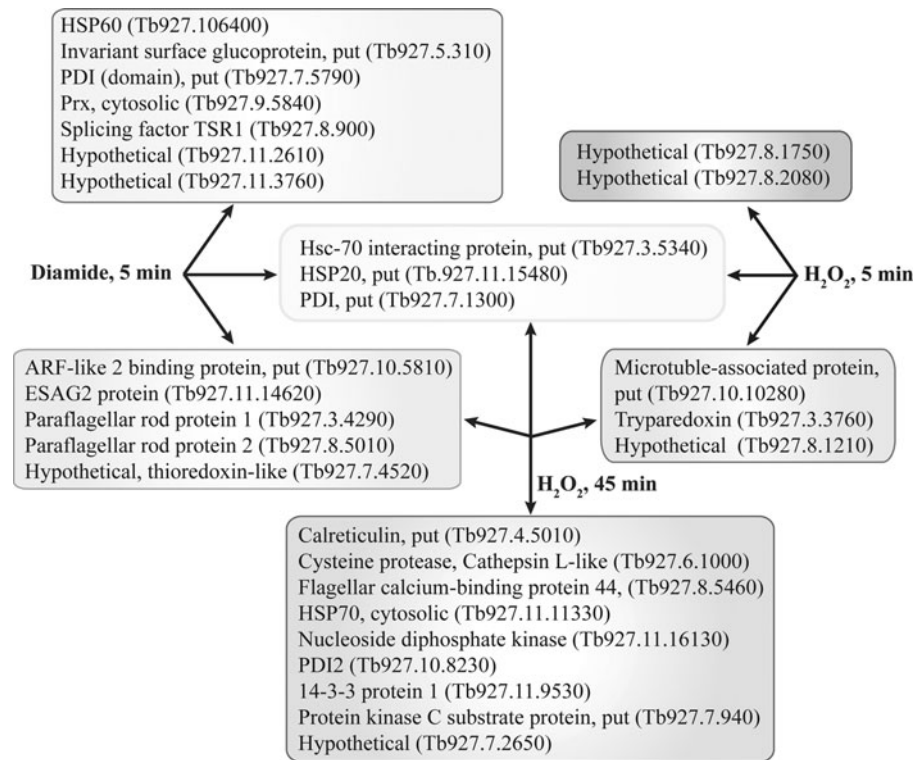 HSP60 (Tb927.106400)
Invariant surface glucoprotein, put (Tb927.5.310)
PDI (domain), put (Tb927.7.5790)
Prx, cytosolic (Tb927.9.5840)
Splicing factor TSR1 (Tb927.8.900)
Hypothetical (Tb927.11.2610)
Hypothetical (Tb927.11.3760)
Hypothetical (Tb927.8.1750)
Hypothetical (Tb927.8.2080)
Diamide, 5 min
Hsc-70 interacting protein, put (Tb927.3.5340)
HSP20, put (Tb.927.11.15480)
PDI, put (Tb927.7.1300)
H₂O₂, 5 min
ARF-like 2 binding protein, put (Tb927.10.5810)
ESAG2 protein (Tb927.11.14620)
Paraflagellar rod protein 1 (Tb927.3.4290)
Paraflagellar rod protein 2 (Tb927.8.5010)
Hypothetical, thioredoxin-like (Tb927.7.4520)
Microtuble-associated protein,
put (Tb927.10.10280)
Tryparedoxin (Tb927.3.3760)
Hypothetical (Tb927.8.1210)
H₂O₂, 45 min
Calreticulin, put (Tb927.4.5010)
Cysteine protease, Cathepsin L-like (Tb927.6.1000)
Flagellar calcium-binding protein 44, (Tb927.8.5460)
HSP70, cytosolic (Tb927.11.11330)
Nucleoside diphosphate kinase (Tb927.11.16130)
PDI2 (Tb927.10.8230)
14-3-3 protein 1 (Tb927.11.9530)
Protein kinase C substrate protein, put (Tb927.7.940)
Hypothetical (Tb927.7.2650)